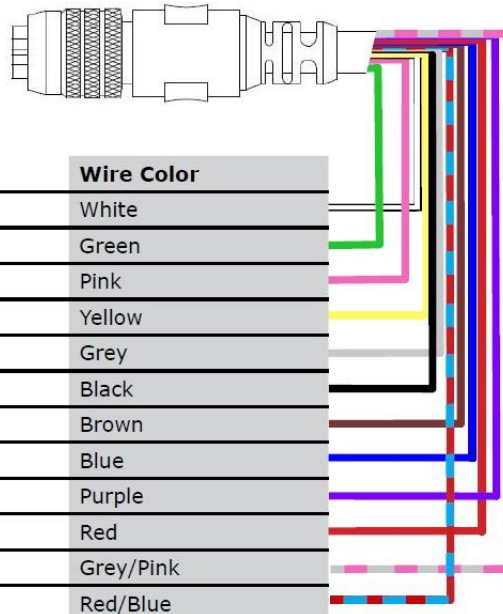 Wire Color
White
Green
Pink
Yellow
Grey
Black
Brown
Blue
Purple
Red
Grey/Pink
Red/Blue